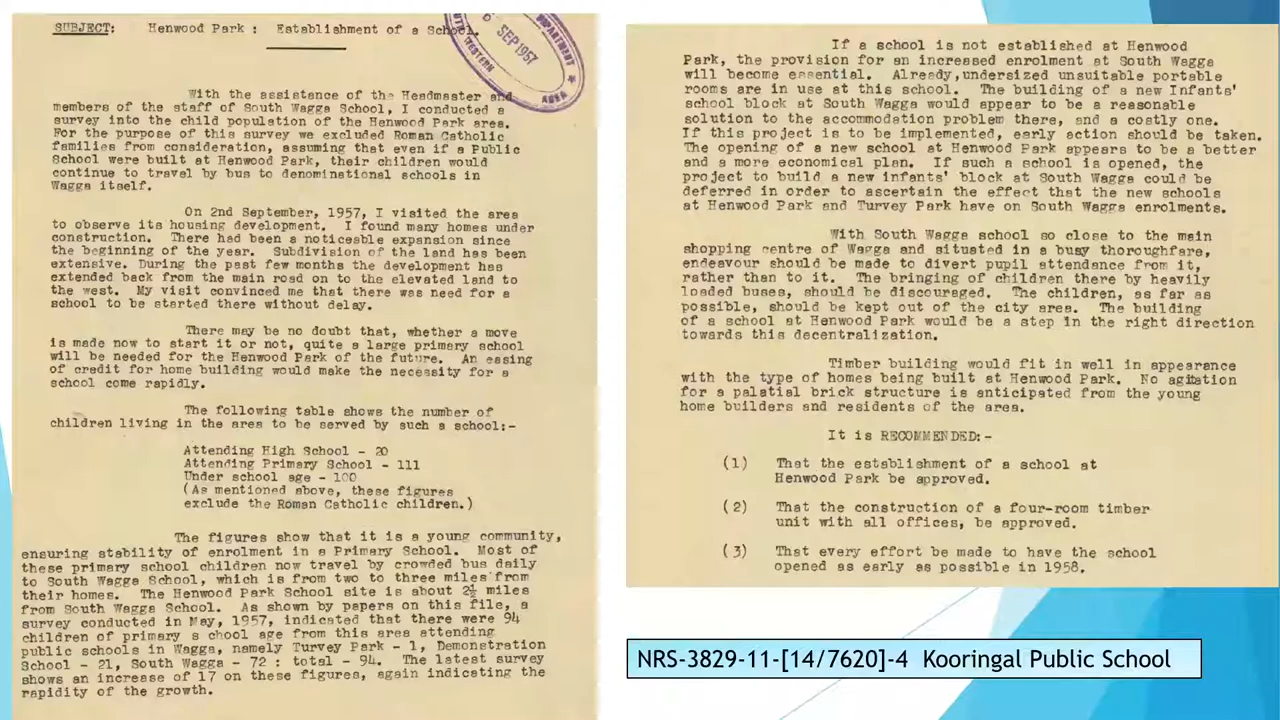 SUBJECT: Henwood Park : Establishment of a School.
DEPARTMENT
6 SEP 1957
SOUTH WESTERN
AREA
With the assistance of the Headmaster and
members of the staff of South Wagga School, I conducted a
survey into the child population of the Henwood Park area.
For the purpose of this survey we excluded Roman Catholic
families from consideration, assuming that even if a Public
School were built at Henwood Park, their children would
continue to travel by bus to denominational schools in
Wagga itself.
On 2nd September, 1957, I visited the area
to observe its housing development. I found many homes under
construction. There had been a noticeable expansion since
the beginning of the year. Subdivision of the land has been
extensive. During the past few months the development has
extended back from the main road on to the elevated land to
the west. My visit convinced me that there was need for a
school to be started there without delay.
There may be no doubt that, whether a move
is made now to start it or not, quite a large primary school
will be needed for the Henwood Park of the future. An easing
of credit for home building would make the necessity for a
school come rapidly.
The following table shows the number of
children living in the area to be served by such a school:-
Attending High School - 20
Attending Primary School - 111
Under school age - 100
(As mentioned above, these figures
exclude the Roman Catholic children.)
The figures show that it is a young community,
ensuring stability of enrolment in a Primary School. Most of
these primary school children now travel by crowded bus daily
to South Wagga School, which is from two to three miles from
their homes. The Henwood Park School site is about 2½ miles
from South Wagga School. As shown by papers on this file, a
survey conducted in May, 1957, indicated that there were 94
children of primary s chool age from this area attending
public schools in Wagga, namely Turvey Park - 1, Demonstration
School - 21, South Wagga - 72 : total - 94. The latest survey
shows an increase of 17 on these figures, again indicating the
rapidity of the growth.
If a school is not established at Henwood
Park, the provision for an increased enrolment at South Wagga
will become essential. Already,undersized unsuitable portable
rooms are in use at this school. The building of a new Infants'
school block at South Wagga would appear to be a reasonable
solution to the accommodation problem there, and a costly one.
If this project is to be implemented, early action should be taken.
The opening of a new school at Henwood Park appears to be a better
and a more economical plan. If such a school is opened, the
project to build a new infants' block at South Wagga could be
deferred in order to ascertain the effect that the new schools
at Henwood Park and Turvey Park have on South Wagga enrolments.
With South Wagga school so close to the main
shopping centre of Wagga and situated in a busy thoroughfare,
endeavour should be made to divert pupil attendance from it,
rather than to it. The bringing of children there by heavily
loaded buses, should be discouraged. The children, as far as
possible, should be kept out of the city area. The building
of a school at Henwood Park would be a step in the right direction
towards this decentralization.
Timber building would fit in well in appearance
with the type of homes being built at Henwood Park. No agitation
for a palatial brick structure is anticipated from the young
home builders and residents of the area.
It is RECOMMENDED:-
(1) That the establishment of a school at
Henwood Park be approved.
(2) That the construction of a four-room timber
unit with all offices, be approved.
(3) That every effort be made to have the school
opened as early as possible in 1958.
NRS-3829-11-[14/7620]-4 Kooringal Public School